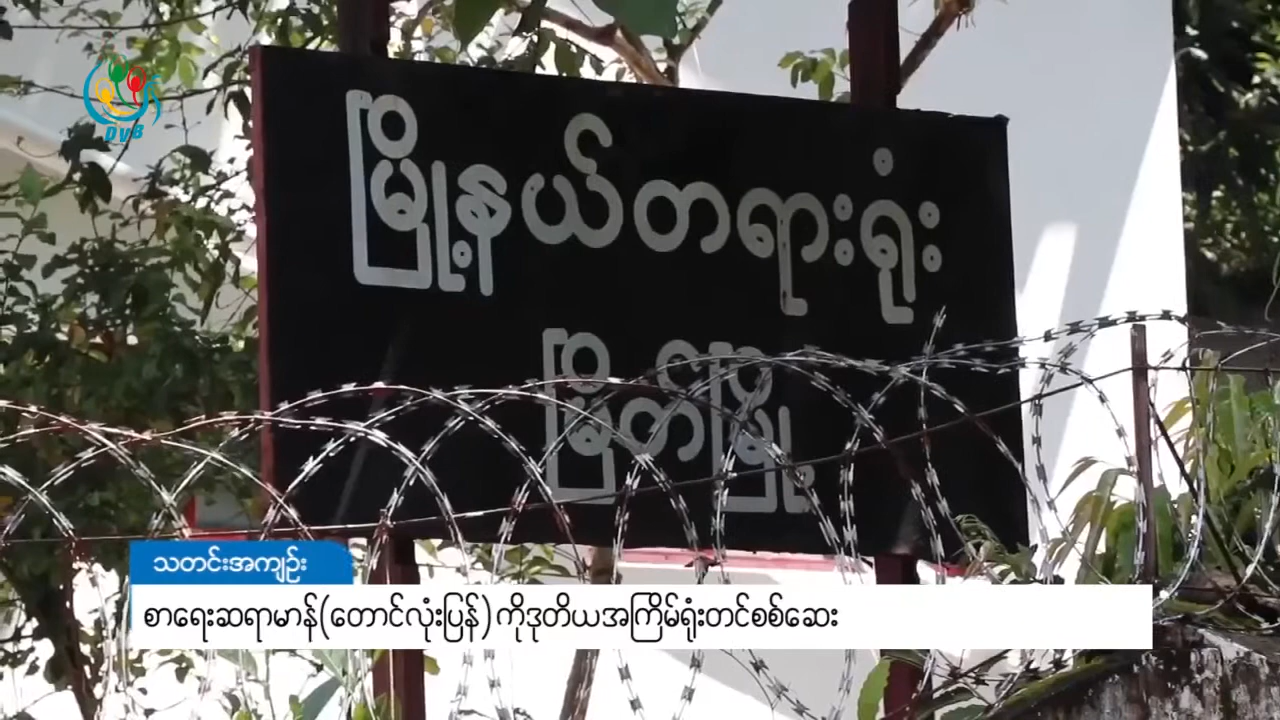 DVB
မြို့နယ်တရားရုံး
မြိတ်မြို့
သတင်းအကျဉ်း
စာရေးဆရာမာန်(တောင်လုံးပြန်)ကိုဒုတိယအကြိမ်ရုံးတင်စစ်ဆေး